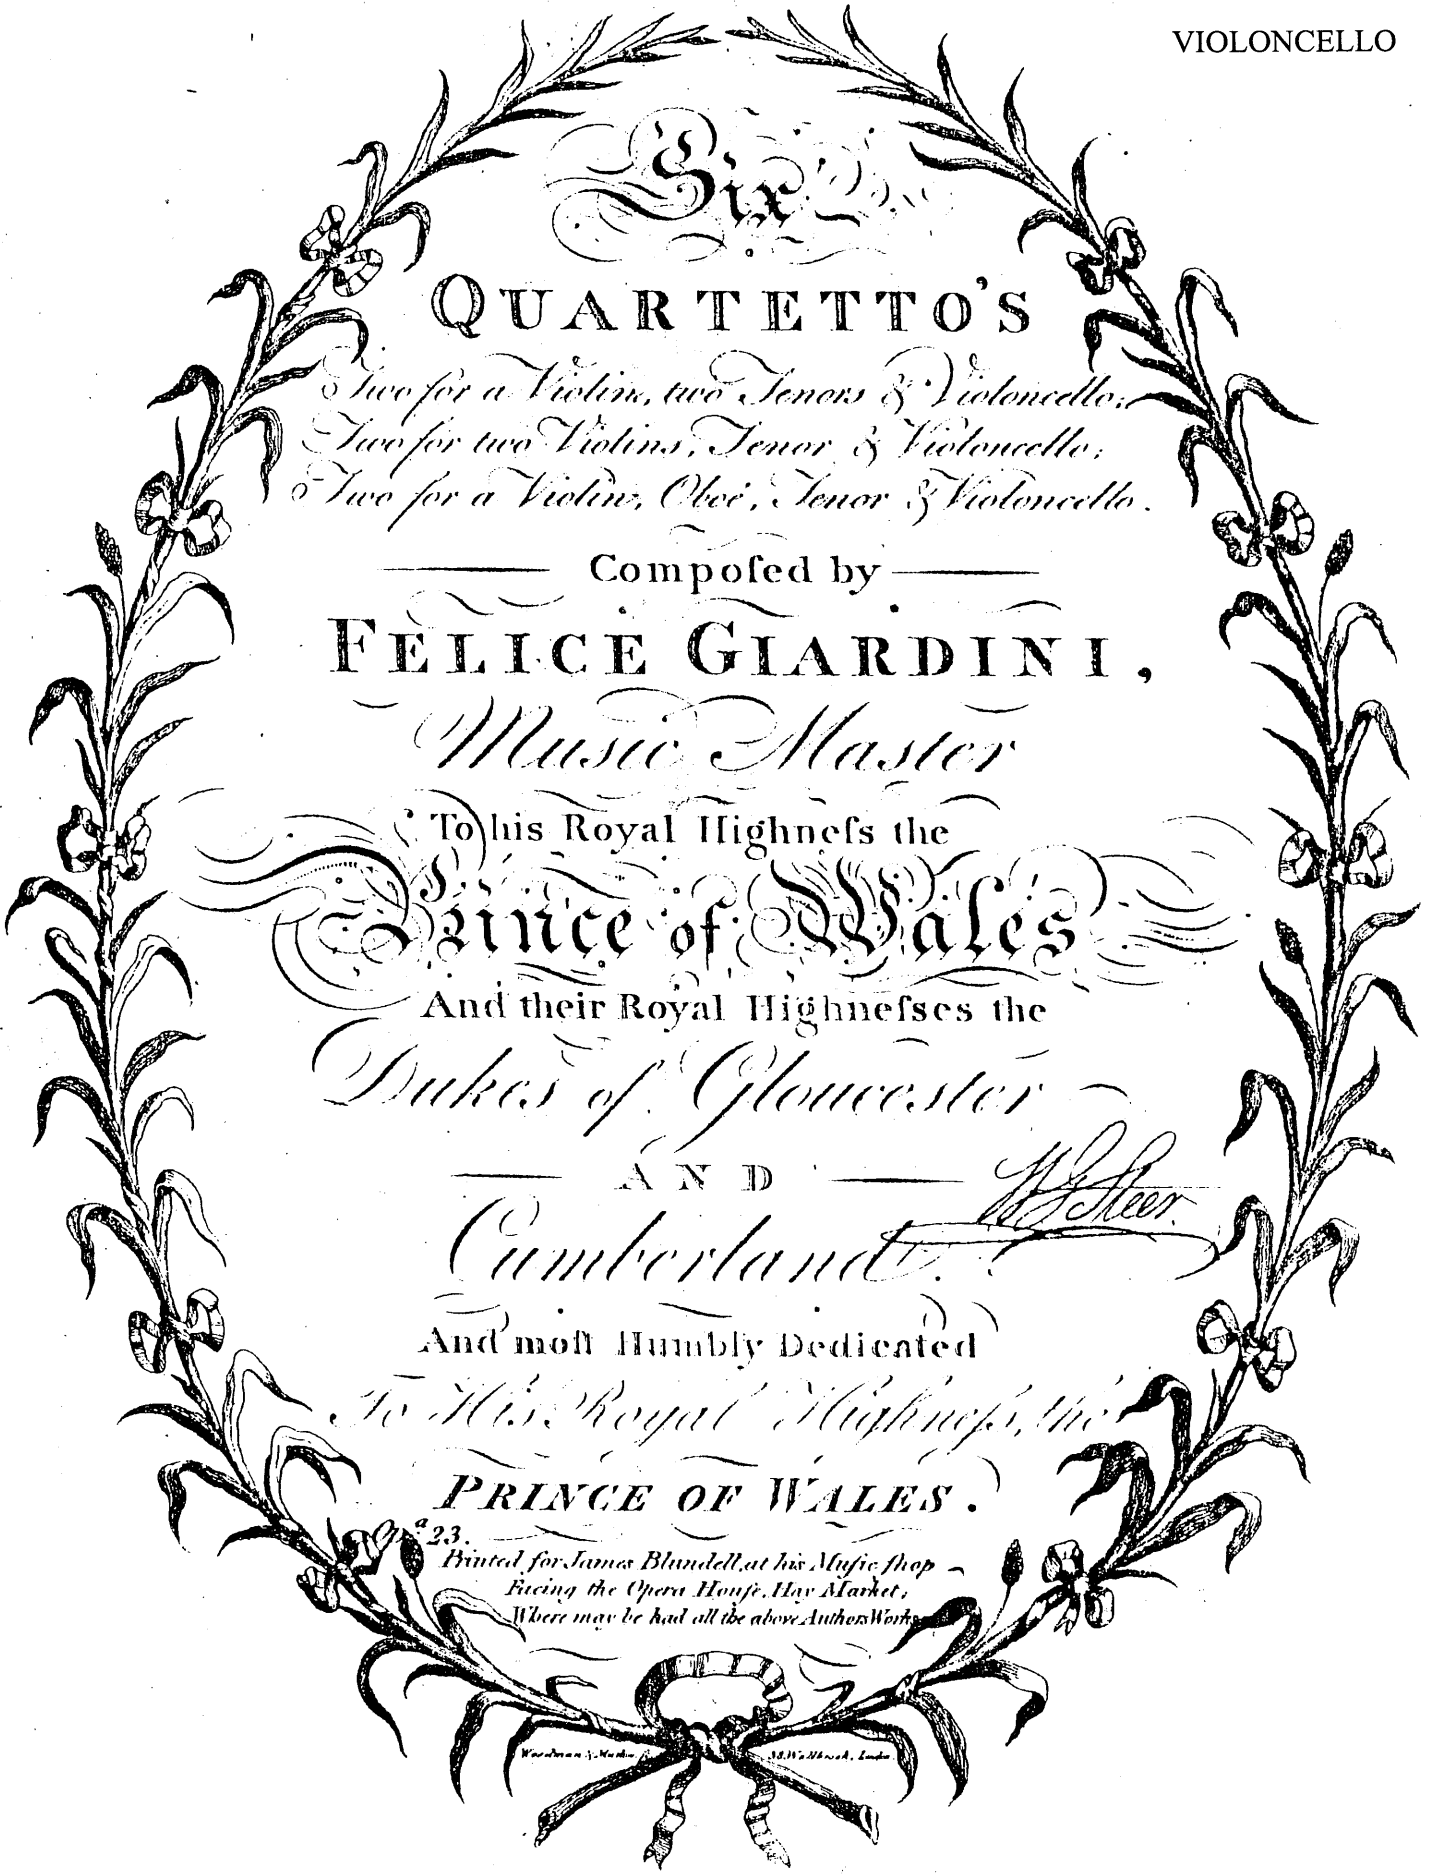 VIOLONCELLO
Six
QUARTETTO'S
Two for a Violin, two Tenors & Violoncello;
Two for two Violins, Tenor & Violoncello;
Two for a Violin, Oboè, Tenor & Violoncello.
Compoſed by
FELICE GIARDINI,
Music Master
To his Royal Highneſs the
Prince of Wales
And their Royal Highneſses the
Dukes of Gloucester
AND
Cumberland.
And moſt Humbly Dedicated
To His Royal Highneſs, the
PRINCE OF WALES.
Opª 23.
Printed for James Blundell, at his Muſic ſhop
Facing the Opera Houſe, Hay Market;
Where may be had all the above Authors Works
Woodman &
London